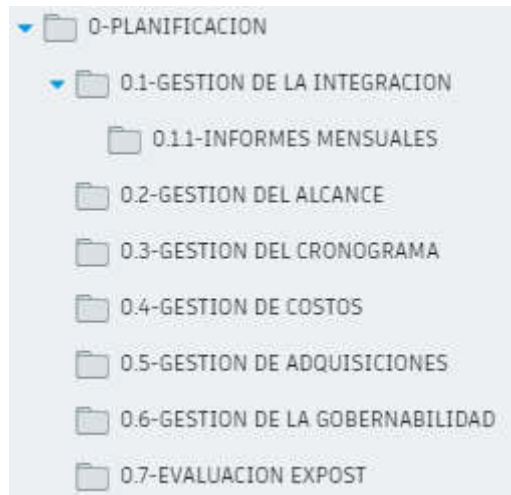 0-PLANIFICACION
0.1-GESTION DE LA INTEGRACION
0.1.1-INFORMES MENSUALES
0.2-GESTION DEL ALCANCE
0.3-GESTION DEL CRONOGRAMA
0.4-GESTION DE COSTOS
0.5-GESTION DE ADQUISICIONES
0.6-GESTION DE LA GOBERNABILIDAD
0.7-EVALUACION EXPOST